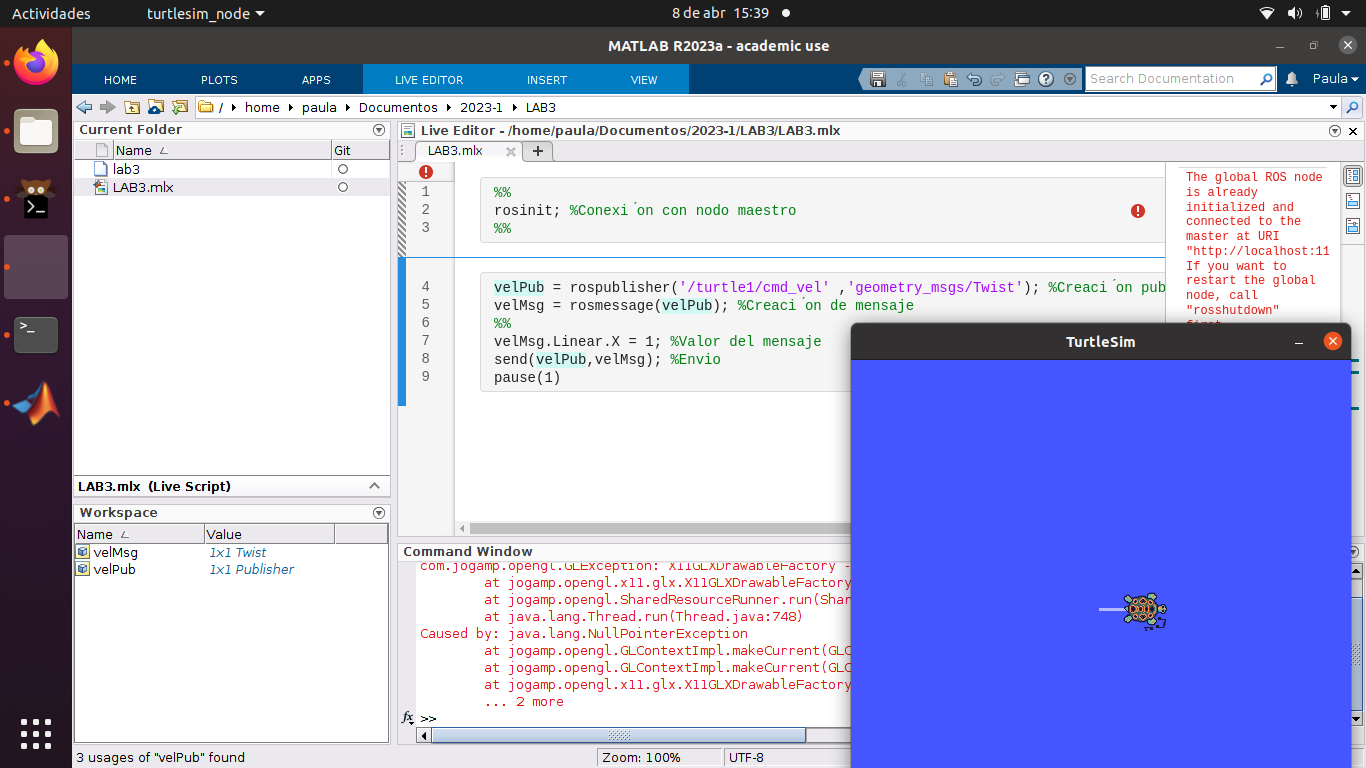 Actividades
turtlesim_node
8 de abr 15:39
MATLAB R2023a - academic use
HOME
PLOTS
APPS
LIVE EDITOR
INSERT
VIEW
Search Documentation
Paula
/ home paula Documentos 2023-1 LAB3
Current Folder
Name
Git
lab3
LAB3.mlx
LAB3.mlx (Live Script)
Workspace
Name
Value
velMsg
1x1 Twist
velPub
1x1 Publisher
Live Editor - /home/paula/Documentos/2023-1/LAB3/LAB3.mlx
LAB3.mlx
1 %%
2 rosinit; %Conexi´on con nodo maestro
3 %%
4 velPub = rospublisher('/turtle1/cmd_vel' ,'geometry_msgs/Twist'); %Creaci´on pub
5 velMsg = rosmessage(velPub); %Creaci´on de mensaje
6 %%
7 velMsg.Linear.X = 1; %Valor del mensaje
8 send(velPub,velMsg); %Envio
9 pause(1)
The global ROS node
is already
initialized and
connected to the
master at URI
"http://localhost:11
If you want to
restart the global
node, call
"rosshutdown"
TurtleSim
Command Window
com.jogamp.opengl.GLException: X11GLXDrawableFactory -
at jogamp.opengl.x11.glx.X11GLXDrawableFactory
at jogamp.opengl.SharedResourceRunner.run(Shar
at java.lang.Thread.run(Thread.java:748)
Caused by: java.lang.NullPointerException
at jogamp.opengl.GLContextImpl.makeCurrent(GLC
at jogamp.opengl.GLContextImpl.makeCurrent(GLC
at jogamp.opengl.x11.glx.X11GLXDrawableFactory
... 2 more
fx >>
3 usages of "velPub" found
Zoom: 100%
UTF-8